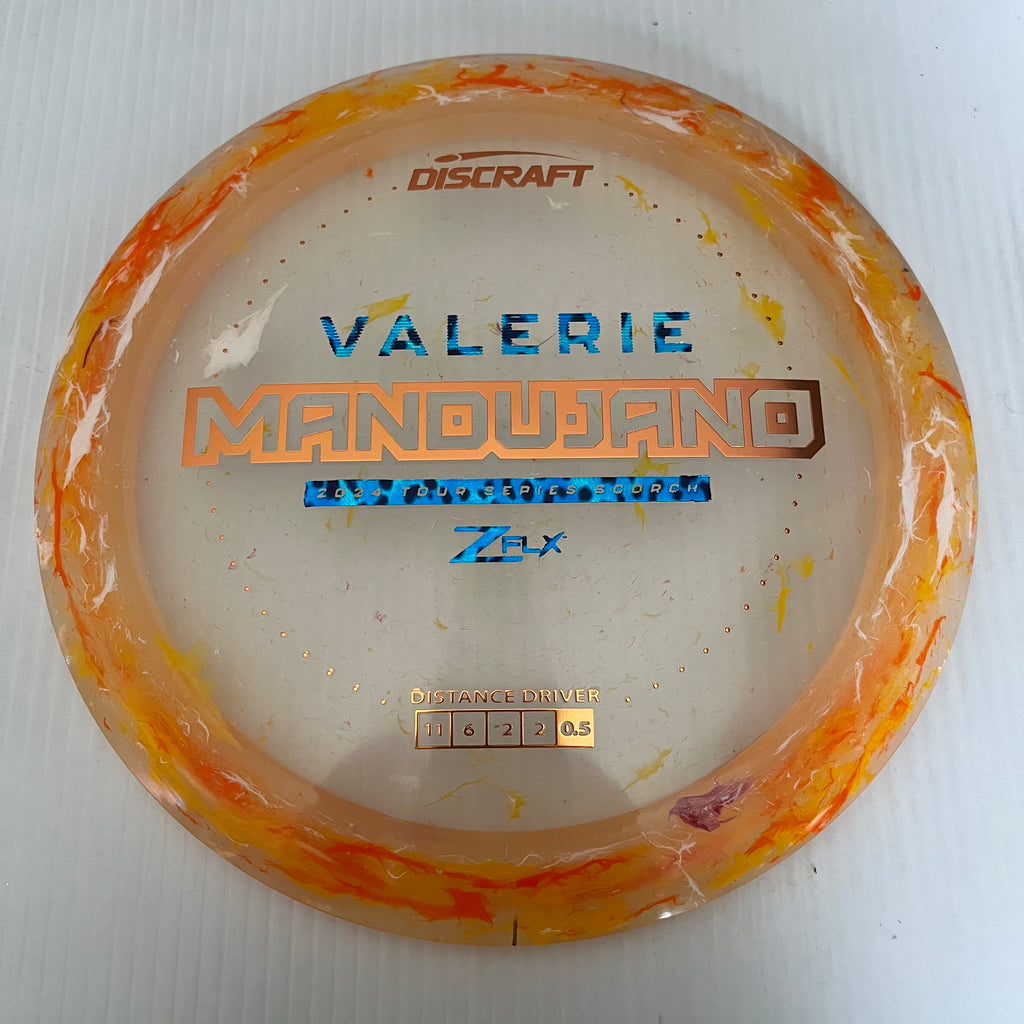 DISCRAFT
VALERIE
MANDUJANO
2024 TOUR SERIES SCORCH
Z FLX
DISTANCE DRIVER
11 6 -2 2 0.5